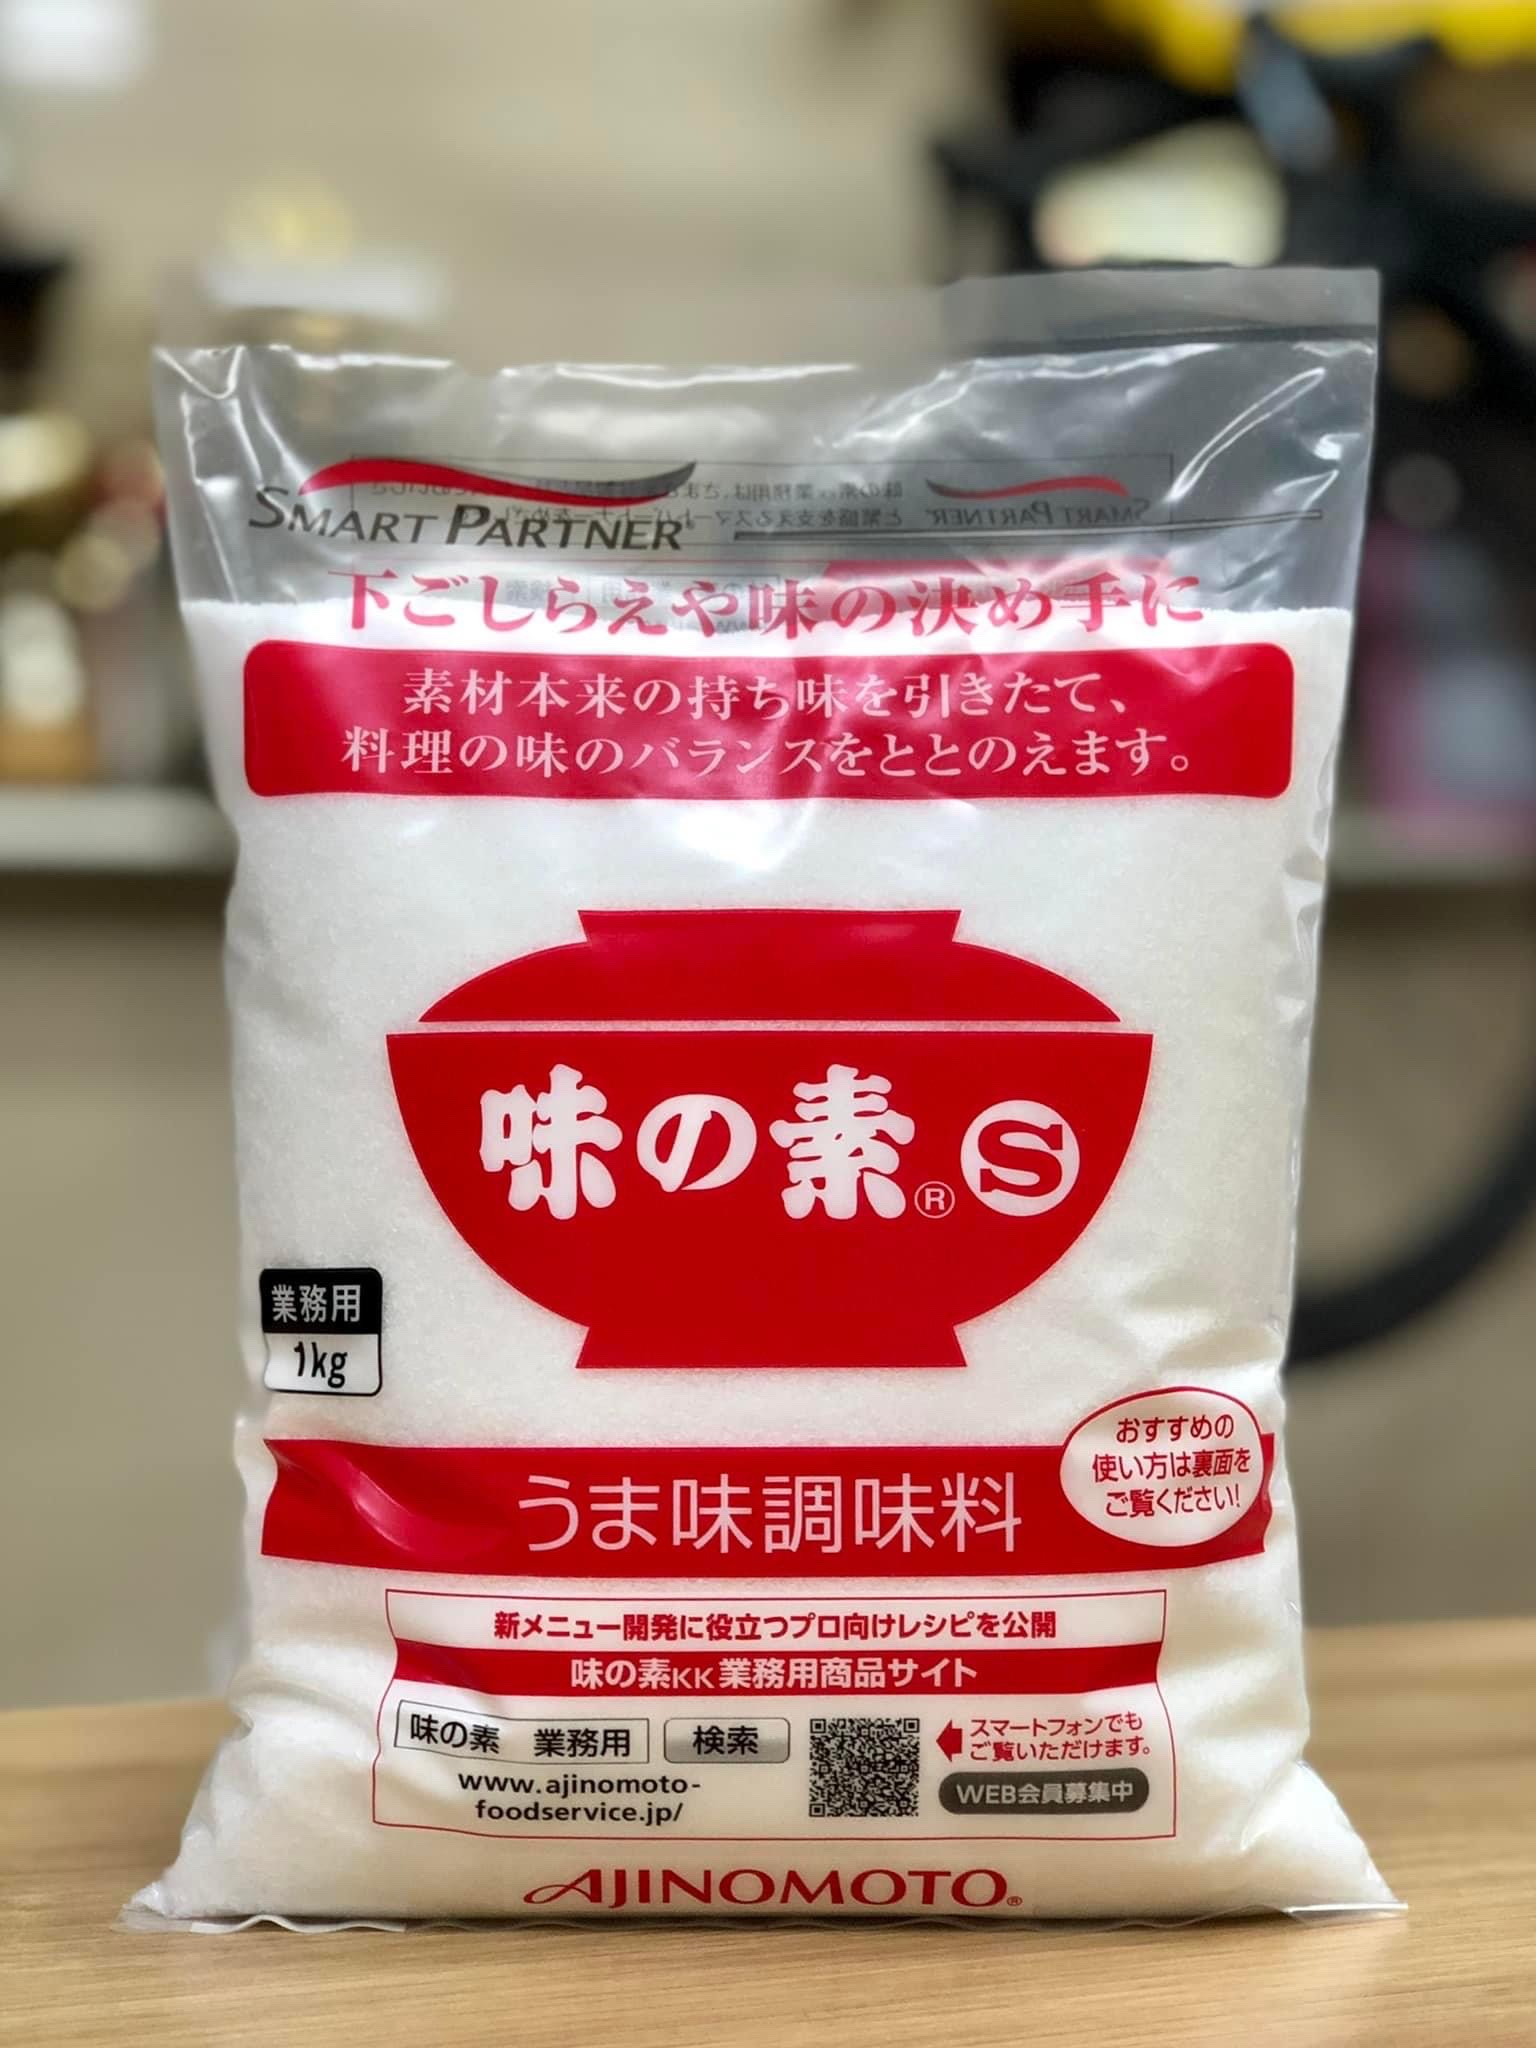 SMART PARTNER®
下ごしらえや味の決め手に
素材本来の持ち味を引きたて、
料理の味のバランスをととのえます。
味の素® S
業務用
1kg
おすすめの
使い方は裏面を
ご覧ください!
うま味調味料
新メニュー開発に役立つプロ向けレシピを公開
味の素KK業務用商品サイト
味の素 業務用 検索
www.ajinomoto-
foodservice.jp/
スマートフォンでも
ご覧いただけます。
WEB会員募集中
AJINOMOTO®